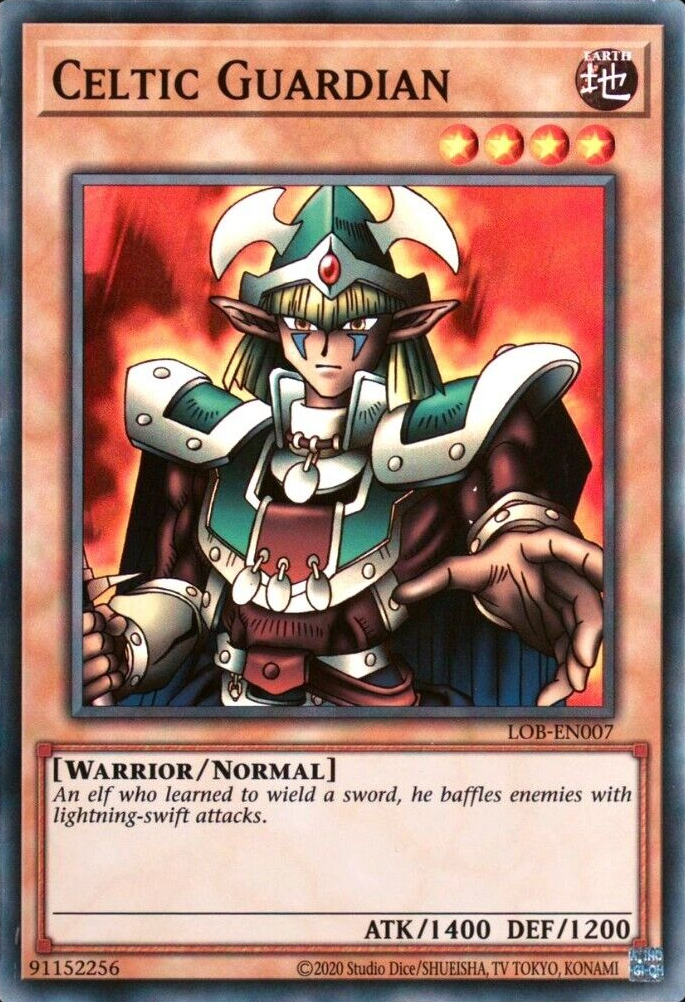 CELTIC GUARDIAN
EARTH
地
LOB-EN007
[WARRIOR/NORMAL]
An elf who learned to wield a sword, he baffles enemies with
lightning-swift attacks.
ATK/1400 DEF/1200
91152256
©2020 Studio Dice/SHUEISHA, TV TOKYO, KONAMI